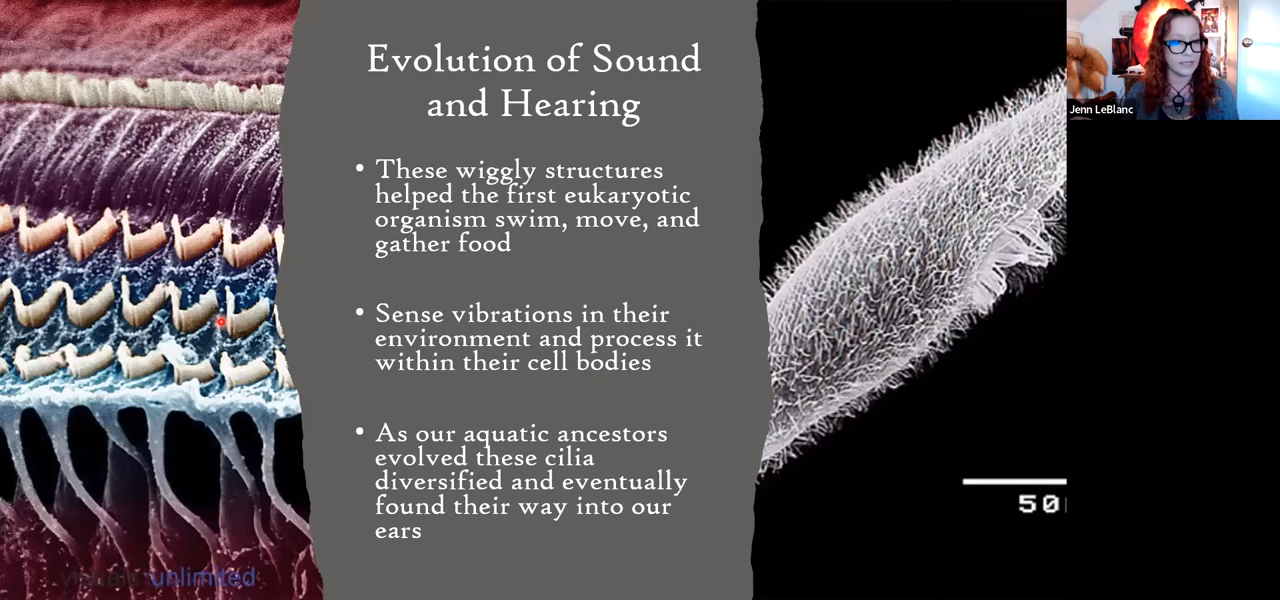 Evolution of Sound
and Hearing
• These wiggly structures
helped the first eukaryotic
organism swim, move, and
gather food
• Sense vibrations in their
environment and process it
within their cell bodies
• As our aquatic ancestors
evolved these cilia
diversified and eventually
found their way into our
ears
Jenn LeBlanc
50
visuals unlimited